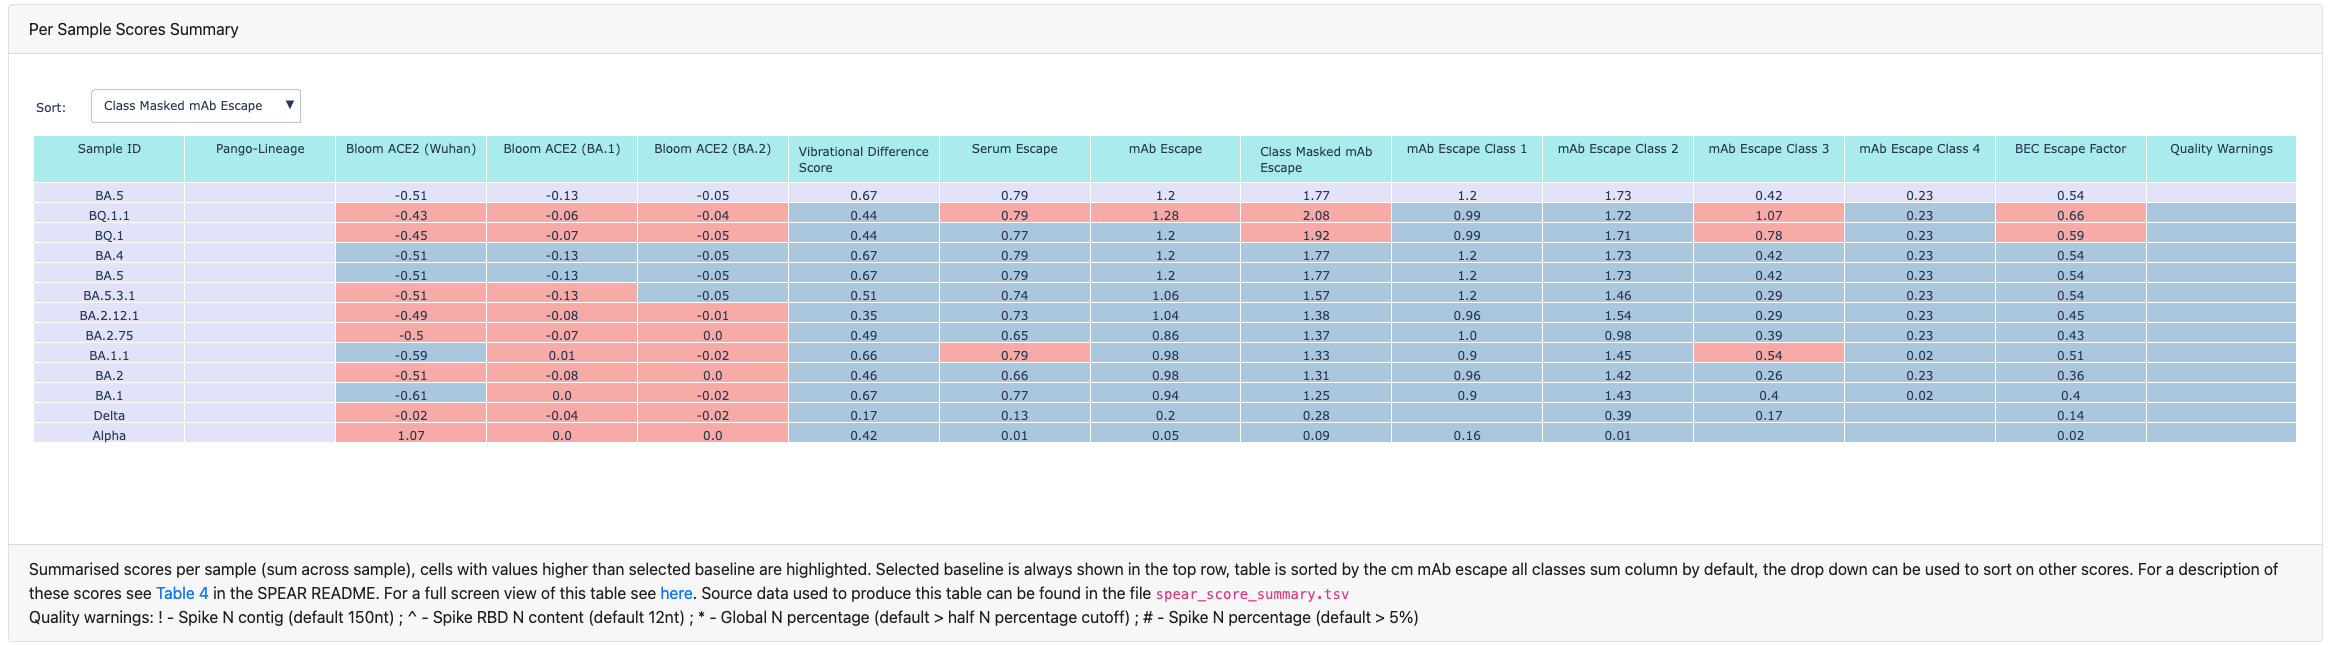 Per Sample Scores Summary
Sort: Class Masked mAb Escape ▼
Sample ID Pango-Lineage Bloom ACE2 (Wuhan) Bloom ACE2 (BA.1) Bloom ACE2 (BA.2) Vibrational Difference Score Serum Escape mAb Escape Class Masked mAb Escape mAb Escape Class 1 mAb Escape Class 2 mAb Escape Class 3 mAb Escape Class 4 BEC Escape Factor Quality Warnings
BA.5 -0.51 -0.13 -0.05 0.67 0.79 1.2 1.77 1.2 1.73 0.42 0.23 0.54
BQ.1.1 -0.43 -0.06 -0.04 0.44 0.79 1.28 2.08 0.99 1.72 1.07 0.23 0.66
BQ.1 -0.45 -0.07 -0.05 0.44 0.77 1.2 1.92 0.99 1.71 0.78 0.23 0.59
BA.4 -0.51 -0.13 -0.05 0.67 0.79 1.2 1.77 1.2 1.73 0.42 0.23 0.54
BA.5 -0.51 -0.13 -0.05 0.67 0.79 1.2 1.77 1.2 1.73 0.42 0.23 0.54
BA.5.3.1 -0.51 -0.13 -0.05 0.51 0.74 1.06 1.57 1.2 1.46 0.29 0.23 0.54
BA.2.12.1 -0.49 -0.08 -0.01 0.35 0.73 1.04 1.38 0.96 1.54 0.29 0.23 0.45
BA.2.75 -0.5 -0.07 0.0 0.49 0.65 0.86 1.37 1.0 0.98 0.39 0.23 0.43
BA.1.1 -0.59 0.01 -0.02 0.66 0.79 0.98 1.33 0.9 1.45 0.54 0.02 0.51
BA.2 -0.51 -0.08 0.0 0.46 0.66 0.98 1.31 0.96 1.42 0.26 0.23 0.36
BA.1 -0.61 0.0 -0.02 0.67 0.77 0.94 1.25 0.9 1.43 0.4 0.02 0.4
Delta -0.02 -0.04 -0.02 0.17 0.13 0.2 0.28 0.39 0.17 0.14
Alpha 1.07 0.0 0.0 0.42 0.01 0.05 0.09 0.16 0.01 0.02
Summarised scores per sample (sum across sample), cells with values higher than selected baseline are highlighted. Selected baseline is always shown in the top row, table is sorted by the cm mAb escape all classes sum column by default, the drop down can be used to sort on other scores. For a description of
these scores see Table 4 in the SPEAR README. For a full screen view of this table see here. Source data used to produce this table can be found in the file spear_score_summary.tsv
Quality warnings: ! - Spike N contig (default 150nt) ; ^ - Spike RBD N content (default 12nt) ; * - Global N percentage (default > half N percentage cutoff) ; # - Spike N percentage (default > 5%)